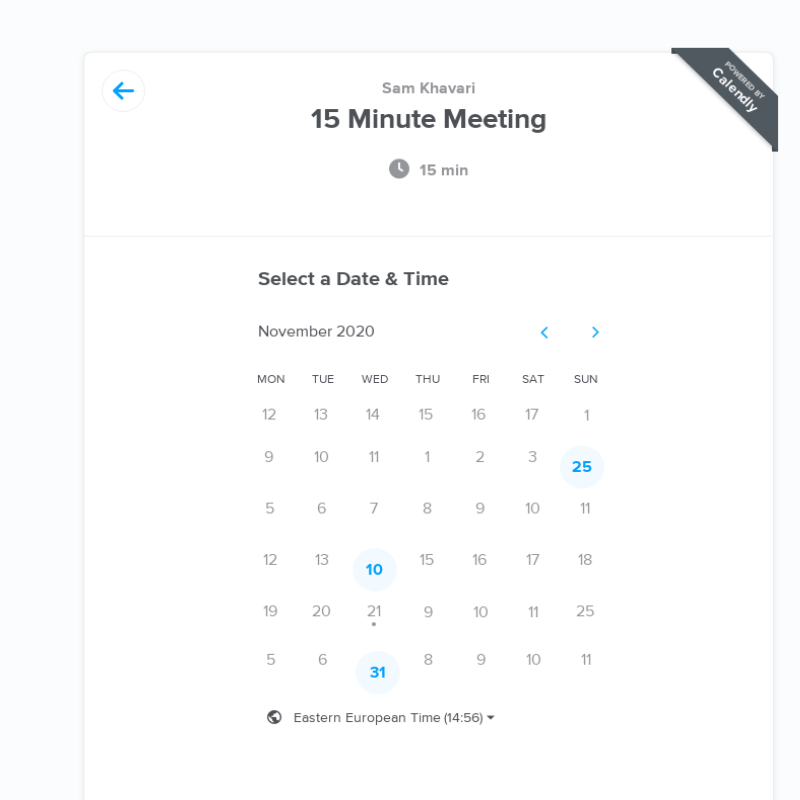 POWERED BY
Calendly
Sam Khavari
15 Minute Meeting
15 min
Select a Date & Time
November 2020
MON TUE WED THU FRI SAT SUN
12 13 14 15 16 17 1
9 10 11 1 2 3 25
5 6 7 8 9 10 11
12 13 10 15 16 17 18
19 20 21 9 10 11 25
5 6 31 8 9 10 11
Eastern European Time (14:56)